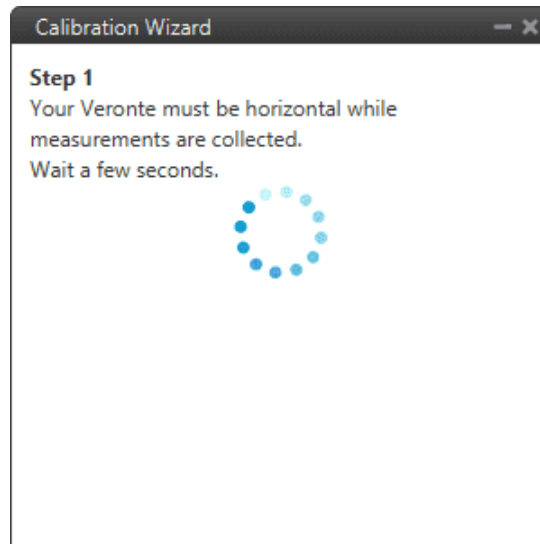 Calibration Wizard
Step 1
Your Veronte must be horizontal while
measurements are collected.
Wait a few seconds.